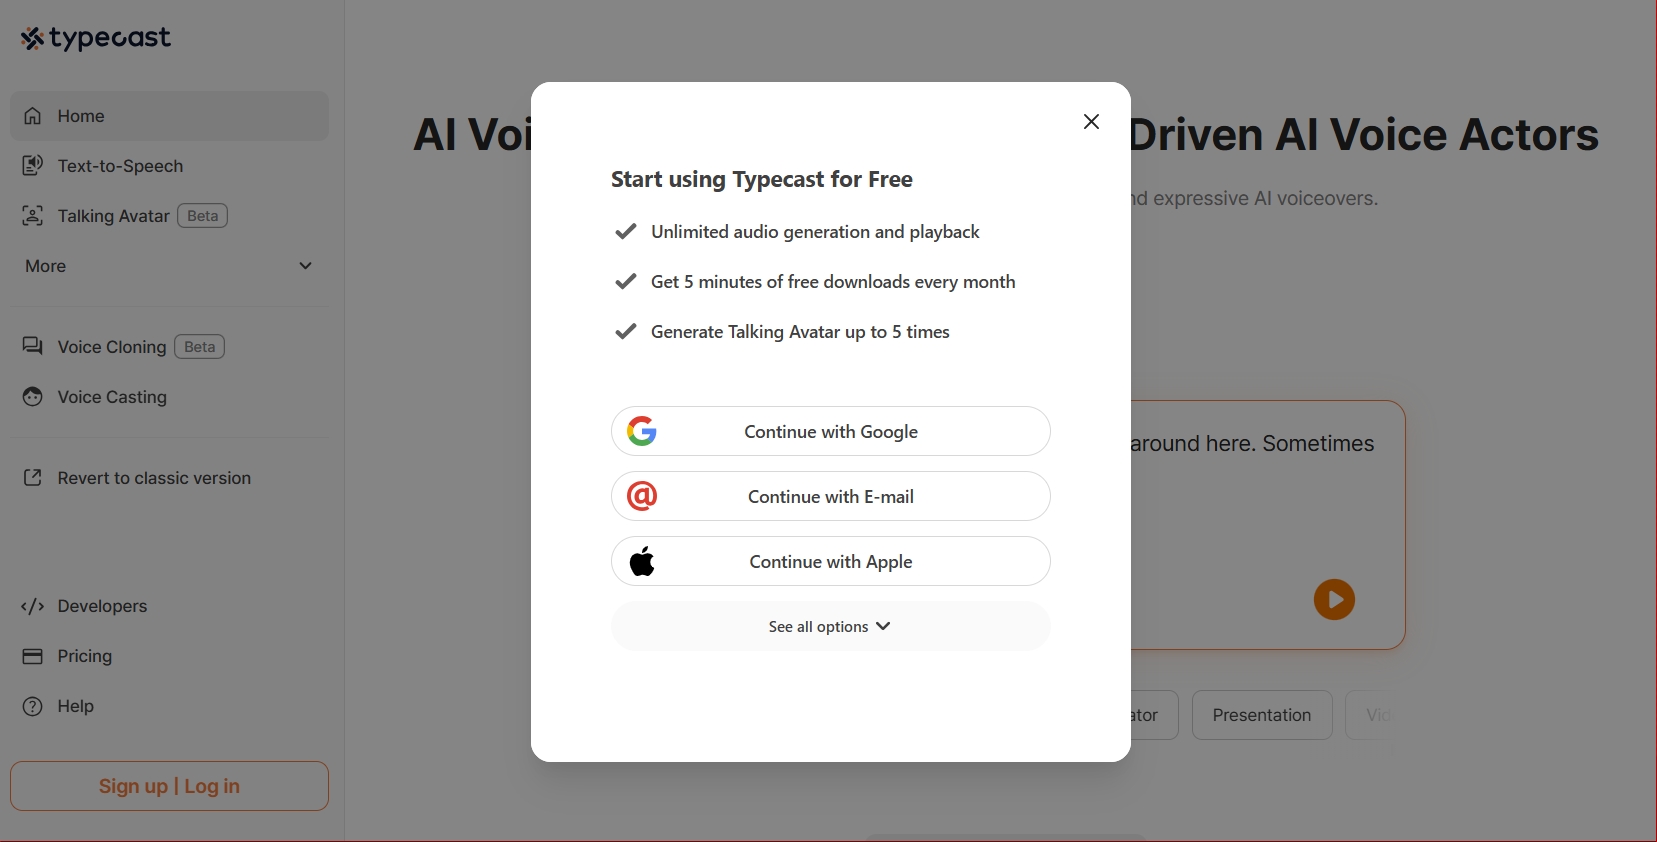 typecast
Home
Text-to-Speech
Talking Avatar Beta
More
Voice Cloning Beta
Voice Casting
Revert to classic version
Developers
Pricing
Help
Sign up | Log in
AI Voi
Driven AI Voice Actors
nd expressive AI voiceovers.
Start using Typecast for Free
Unlimited audio generation and playback
Get 5 minutes of free downloads every month
Generate Talking Avatar up to 5 times
Continue with Google
Continue with E-mail
Continue with Apple
See all options
around here. Sometimes
ator
Presentation